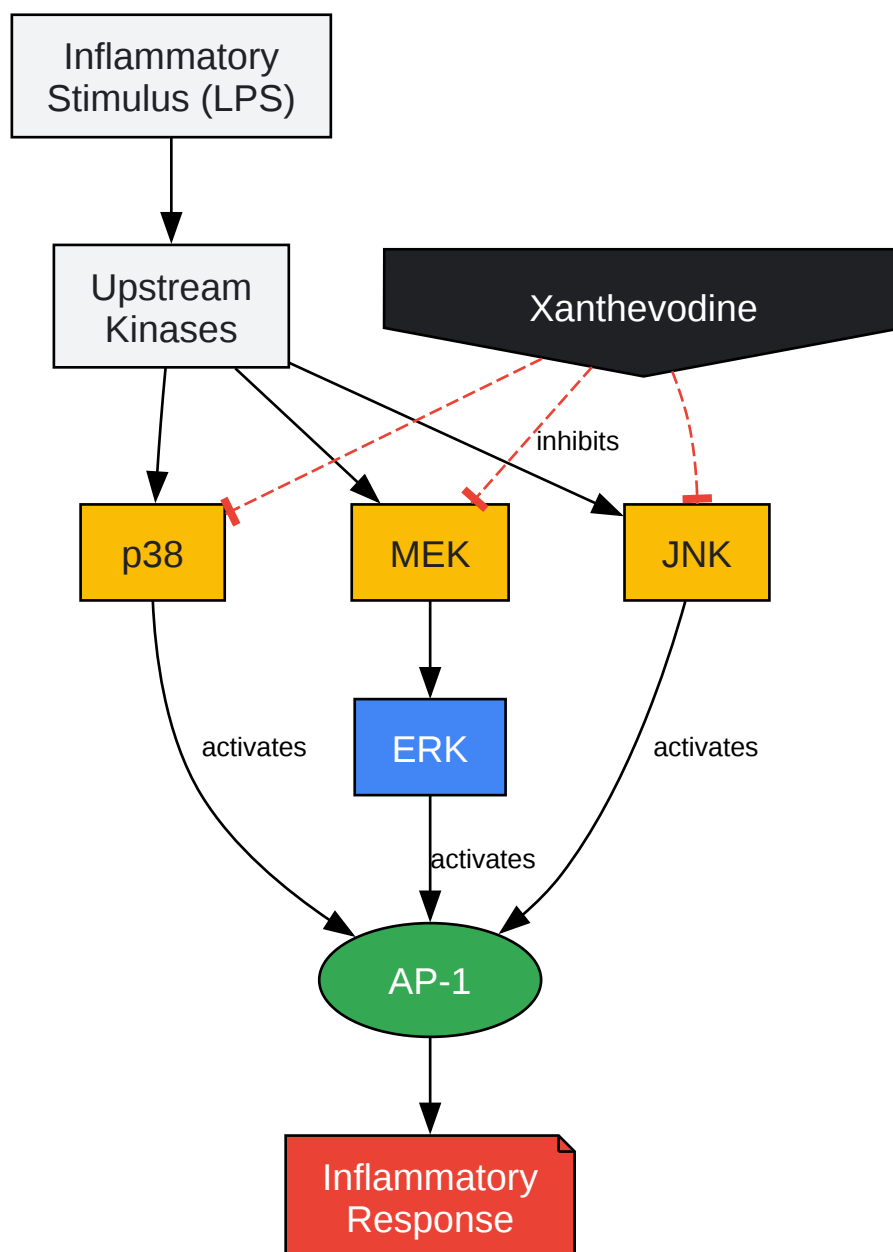 Inflammatory
Stimulus (LPS)
Upstream
Kinases
Xanthevodine
inhibits
p38
MEK
JNK
activates
ERK
activates
activates
AP-1
Inflammatory
Response